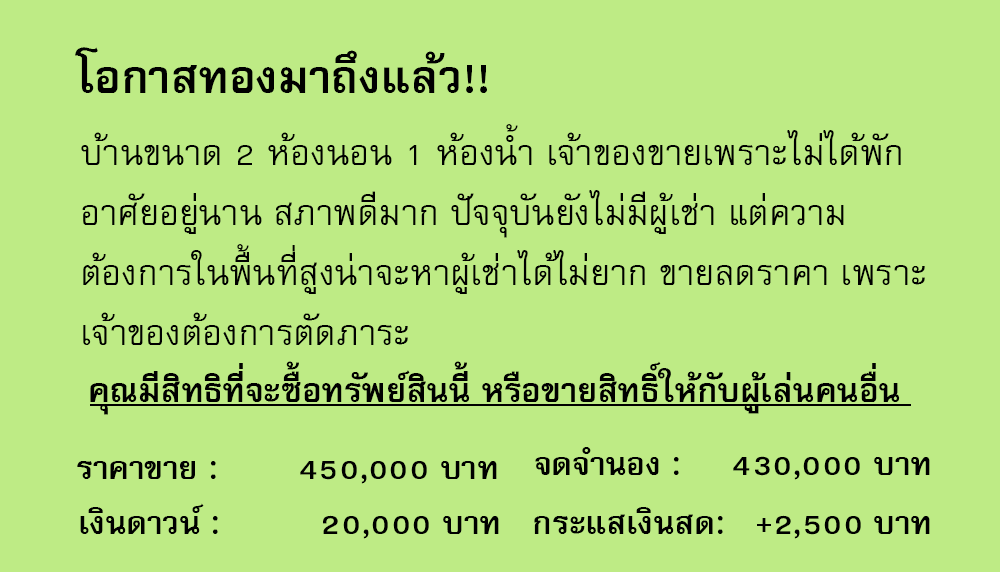 โอกาสทองมาถึงแล้ว!!
บ้านขนาด 2 ห้องนอน 1 ห้องน้ำ เจ้าของขายเพราะไม่ได้พัก
อาศัยอยู่นาน สภาพดีมาก ปัจจุบันยังไม่มีผู้เช่า แต่ความ
ต้องการในพื้นที่สูงน่าจะหาผู้เช่าได้ไม่ยาก ขายลดราคา เพราะ
เจ้าของต้องการตัดภาระ
คุณมีสิทธิที่จะซื้อทรัพย์สินนี้ หรือขายสิทธิ์ให้กับผู้เล่นคนอื่น
ราคาขาย : 450,000 บาท จดจำนอง : 430,000 บาท
เงินดาวน์ : 20,000 บาท กระแสเงินสด: +2,500 บาท